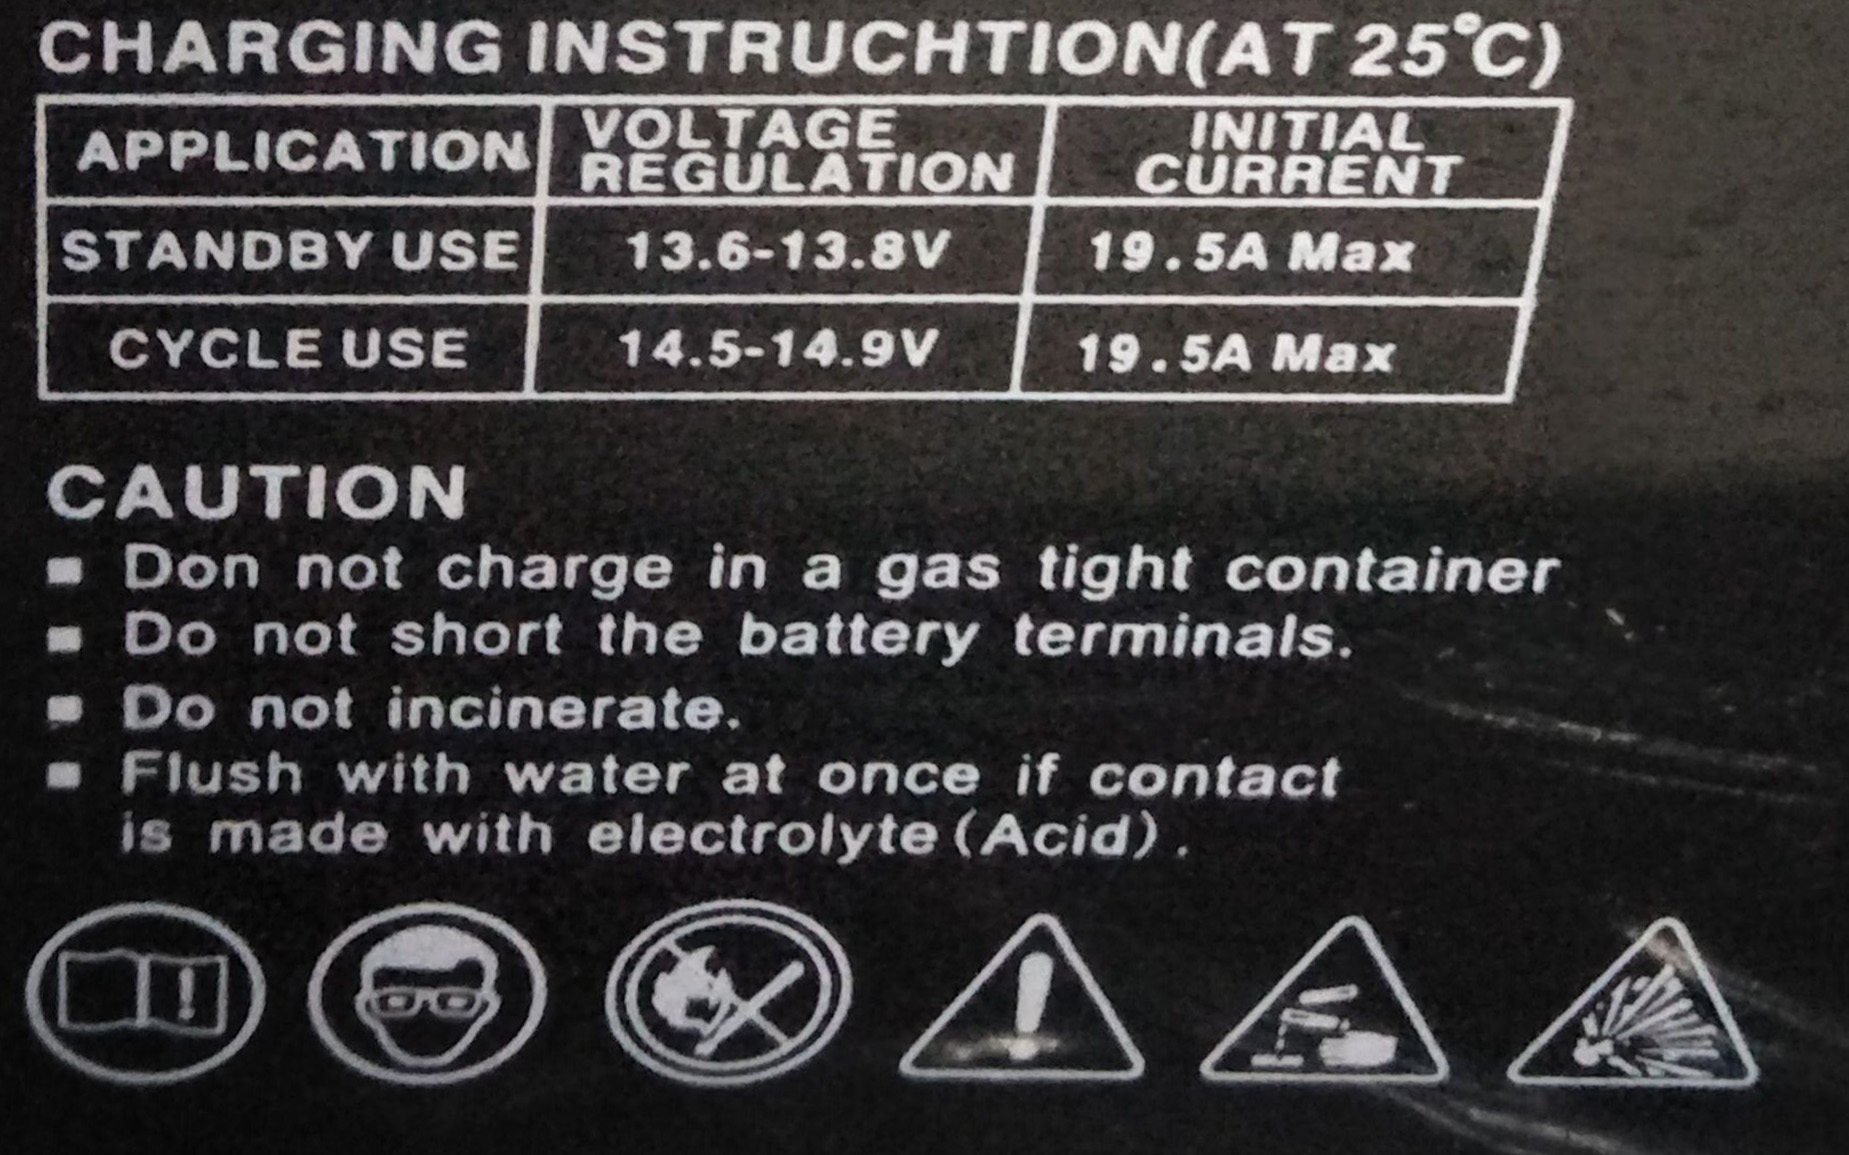 CHARGING INSTRUCHTION(AT 25°C)
APPLICATION VOLTAGE REGULATION INITIAL CURRENT
STANDBY USE 13.6-13.8V 19.5A Max
CYCLE USE 14.5-14.9V 19.5A Max
CAUTION
▪ Don not charge in a gas tight container
▪ Do not short the battery terminals.
▪ Do not incinerate.
▪ Flush with water at once if contact
is made with electrolyte(Acid).